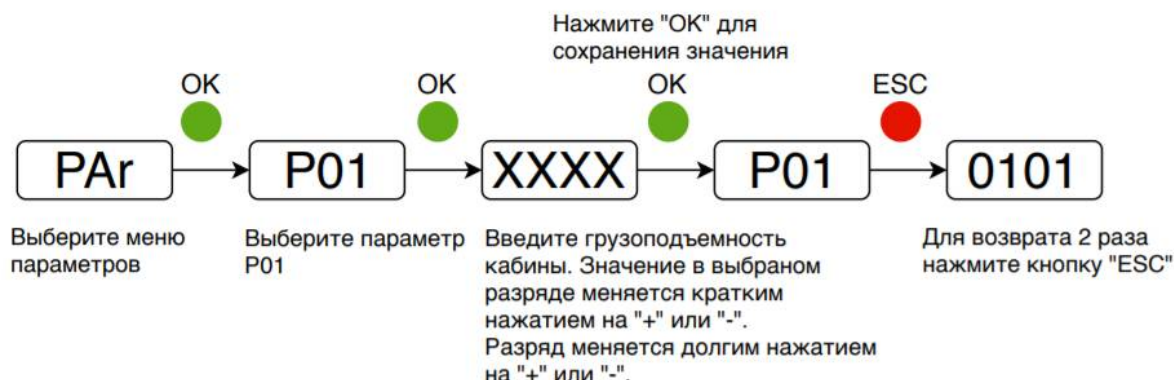 Нажмите "ОК" для
сохранения значения
OK
OK
OK
ESC
PAr
P01
XXXX
P01
0101
Выберите меню
параметров
Выберите параметр
P01
Введите грузоподъемность
кабины. Значение в выбраном
разряде меняется кратким
нажатием на "+" или "-".
Разряд меняется долгим нажатием
на "+" или "-".
Для возврата 2 раза
нажмите кнопку "ESC"